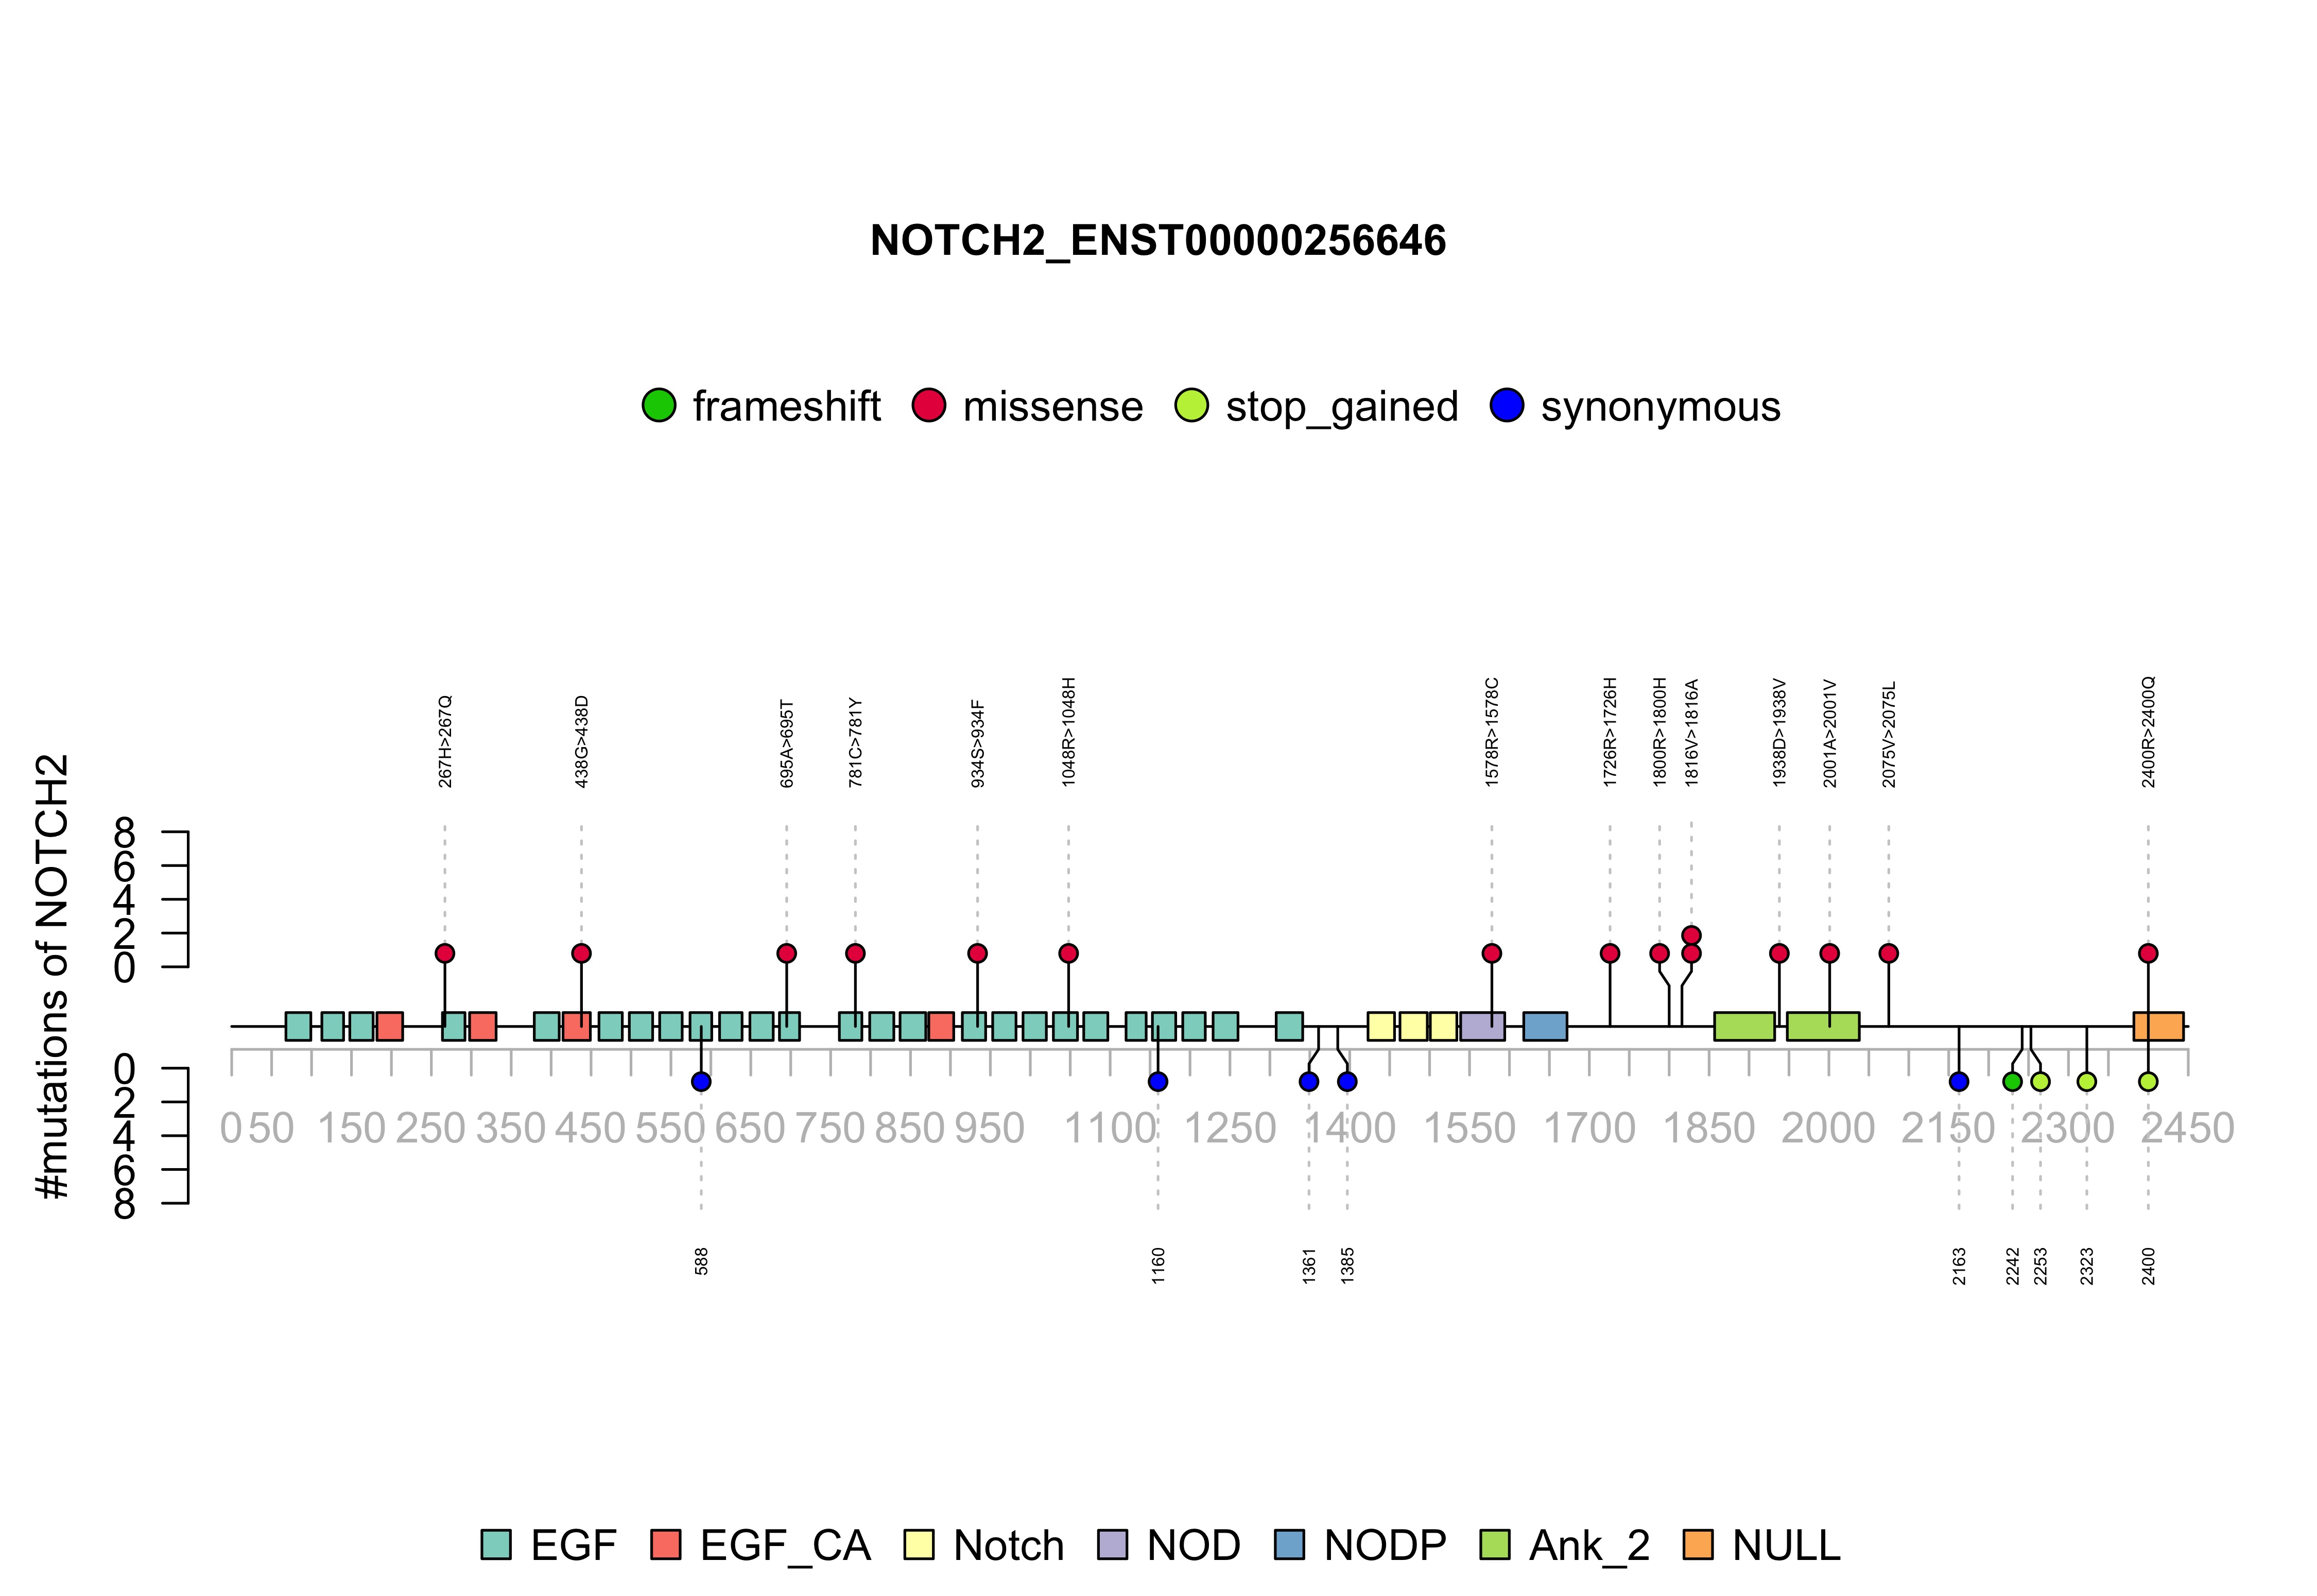 NOTCH2_ENST00000256646
frameshift missense stop_gained synonymous
267H>267Q
438G>438D
695A>695T
781C>781Y
934S>934F
1048R>1048H
1578R>1578C
1726R>1726H
1800R>1800H
1816V>1816A
1938D>1938V
2001A>2001V
2075V>2075L
2400R>2400Q
#mutations of NOTCH2
8
6
4
2
0
0
2
4
6
8
0 50 150 250 350 450 550 650 750 850 950 1100 1250 1400 1550 1700 1850 2000 2150 2300 2450
588
1160
1361
1385
2163
2242
2253
2323
2400
EGF EGF_CA Notch NOD NODP Ank_2 NULL